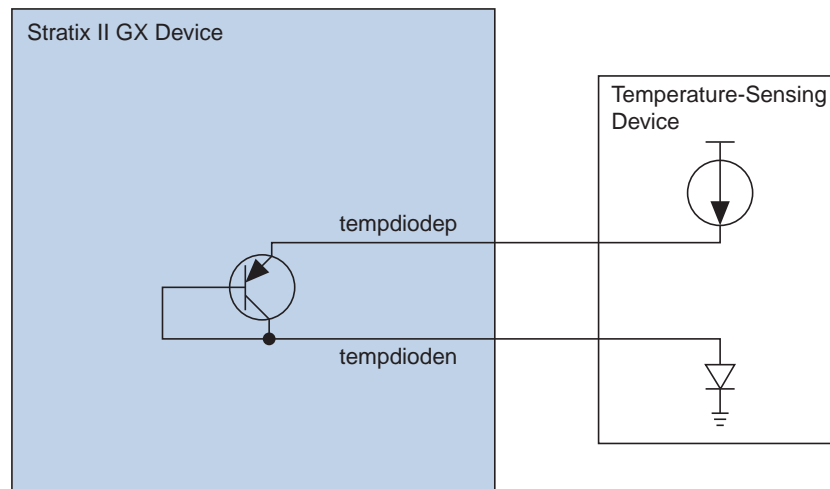 Stratix II GX Device
Temperature-Sensing
Device
tempdiodep
tempdioden